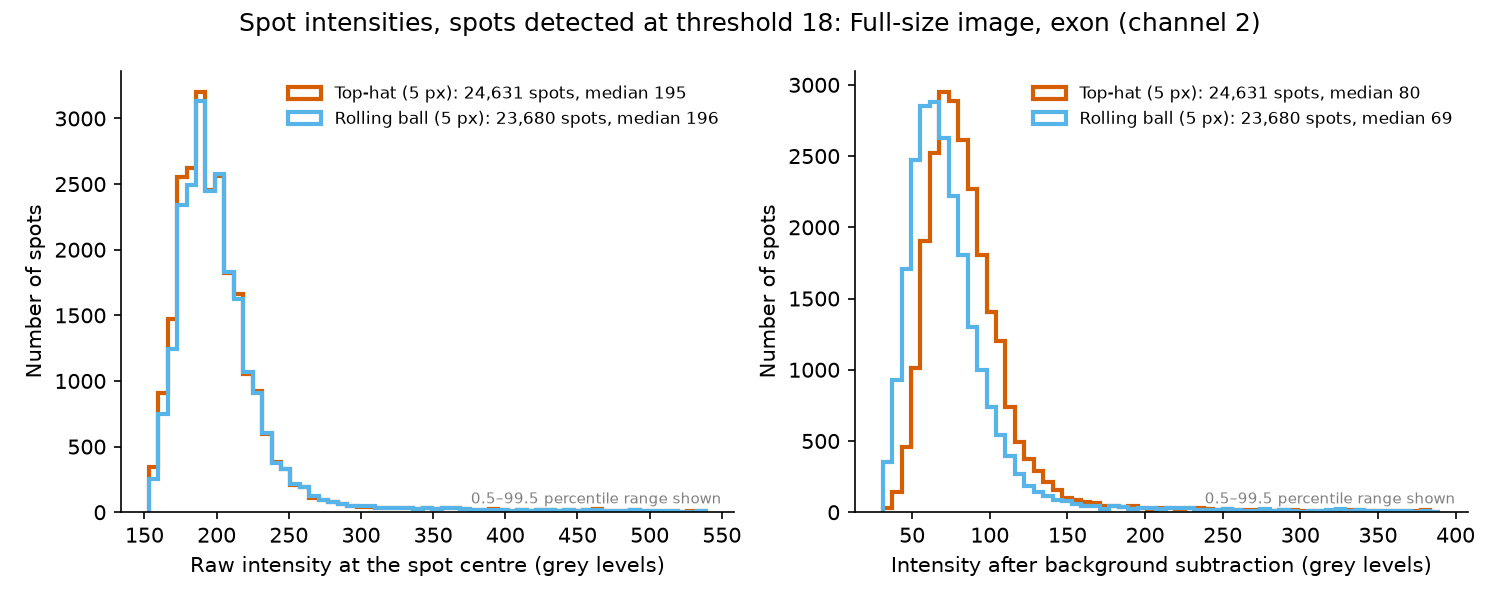 Spot intensities, spots detected at threshold 18: Full-size image, exon (channel 2)
Top-hat (5 px): 24,631 spots, median 195
Rolling ball (5 px): 23,680 spots, median 196
Number of spots
3000
2500
2000
1500
1000
500
0
0.5–99.5 percentile range shown
150 200 250 300 350 400 450 500 550
Raw intensity at the spot centre (grey levels)
Top-hat (5 px): 24,631 spots, median 80
Rolling ball (5 px): 23,680 spots, median 69
Number of spots
3000
2500
2000
1500
1000
500
0
0.5–99.5 percentile range shown
50 100 150 200 250 300 350 400
Intensity after background subtraction (grey levels)